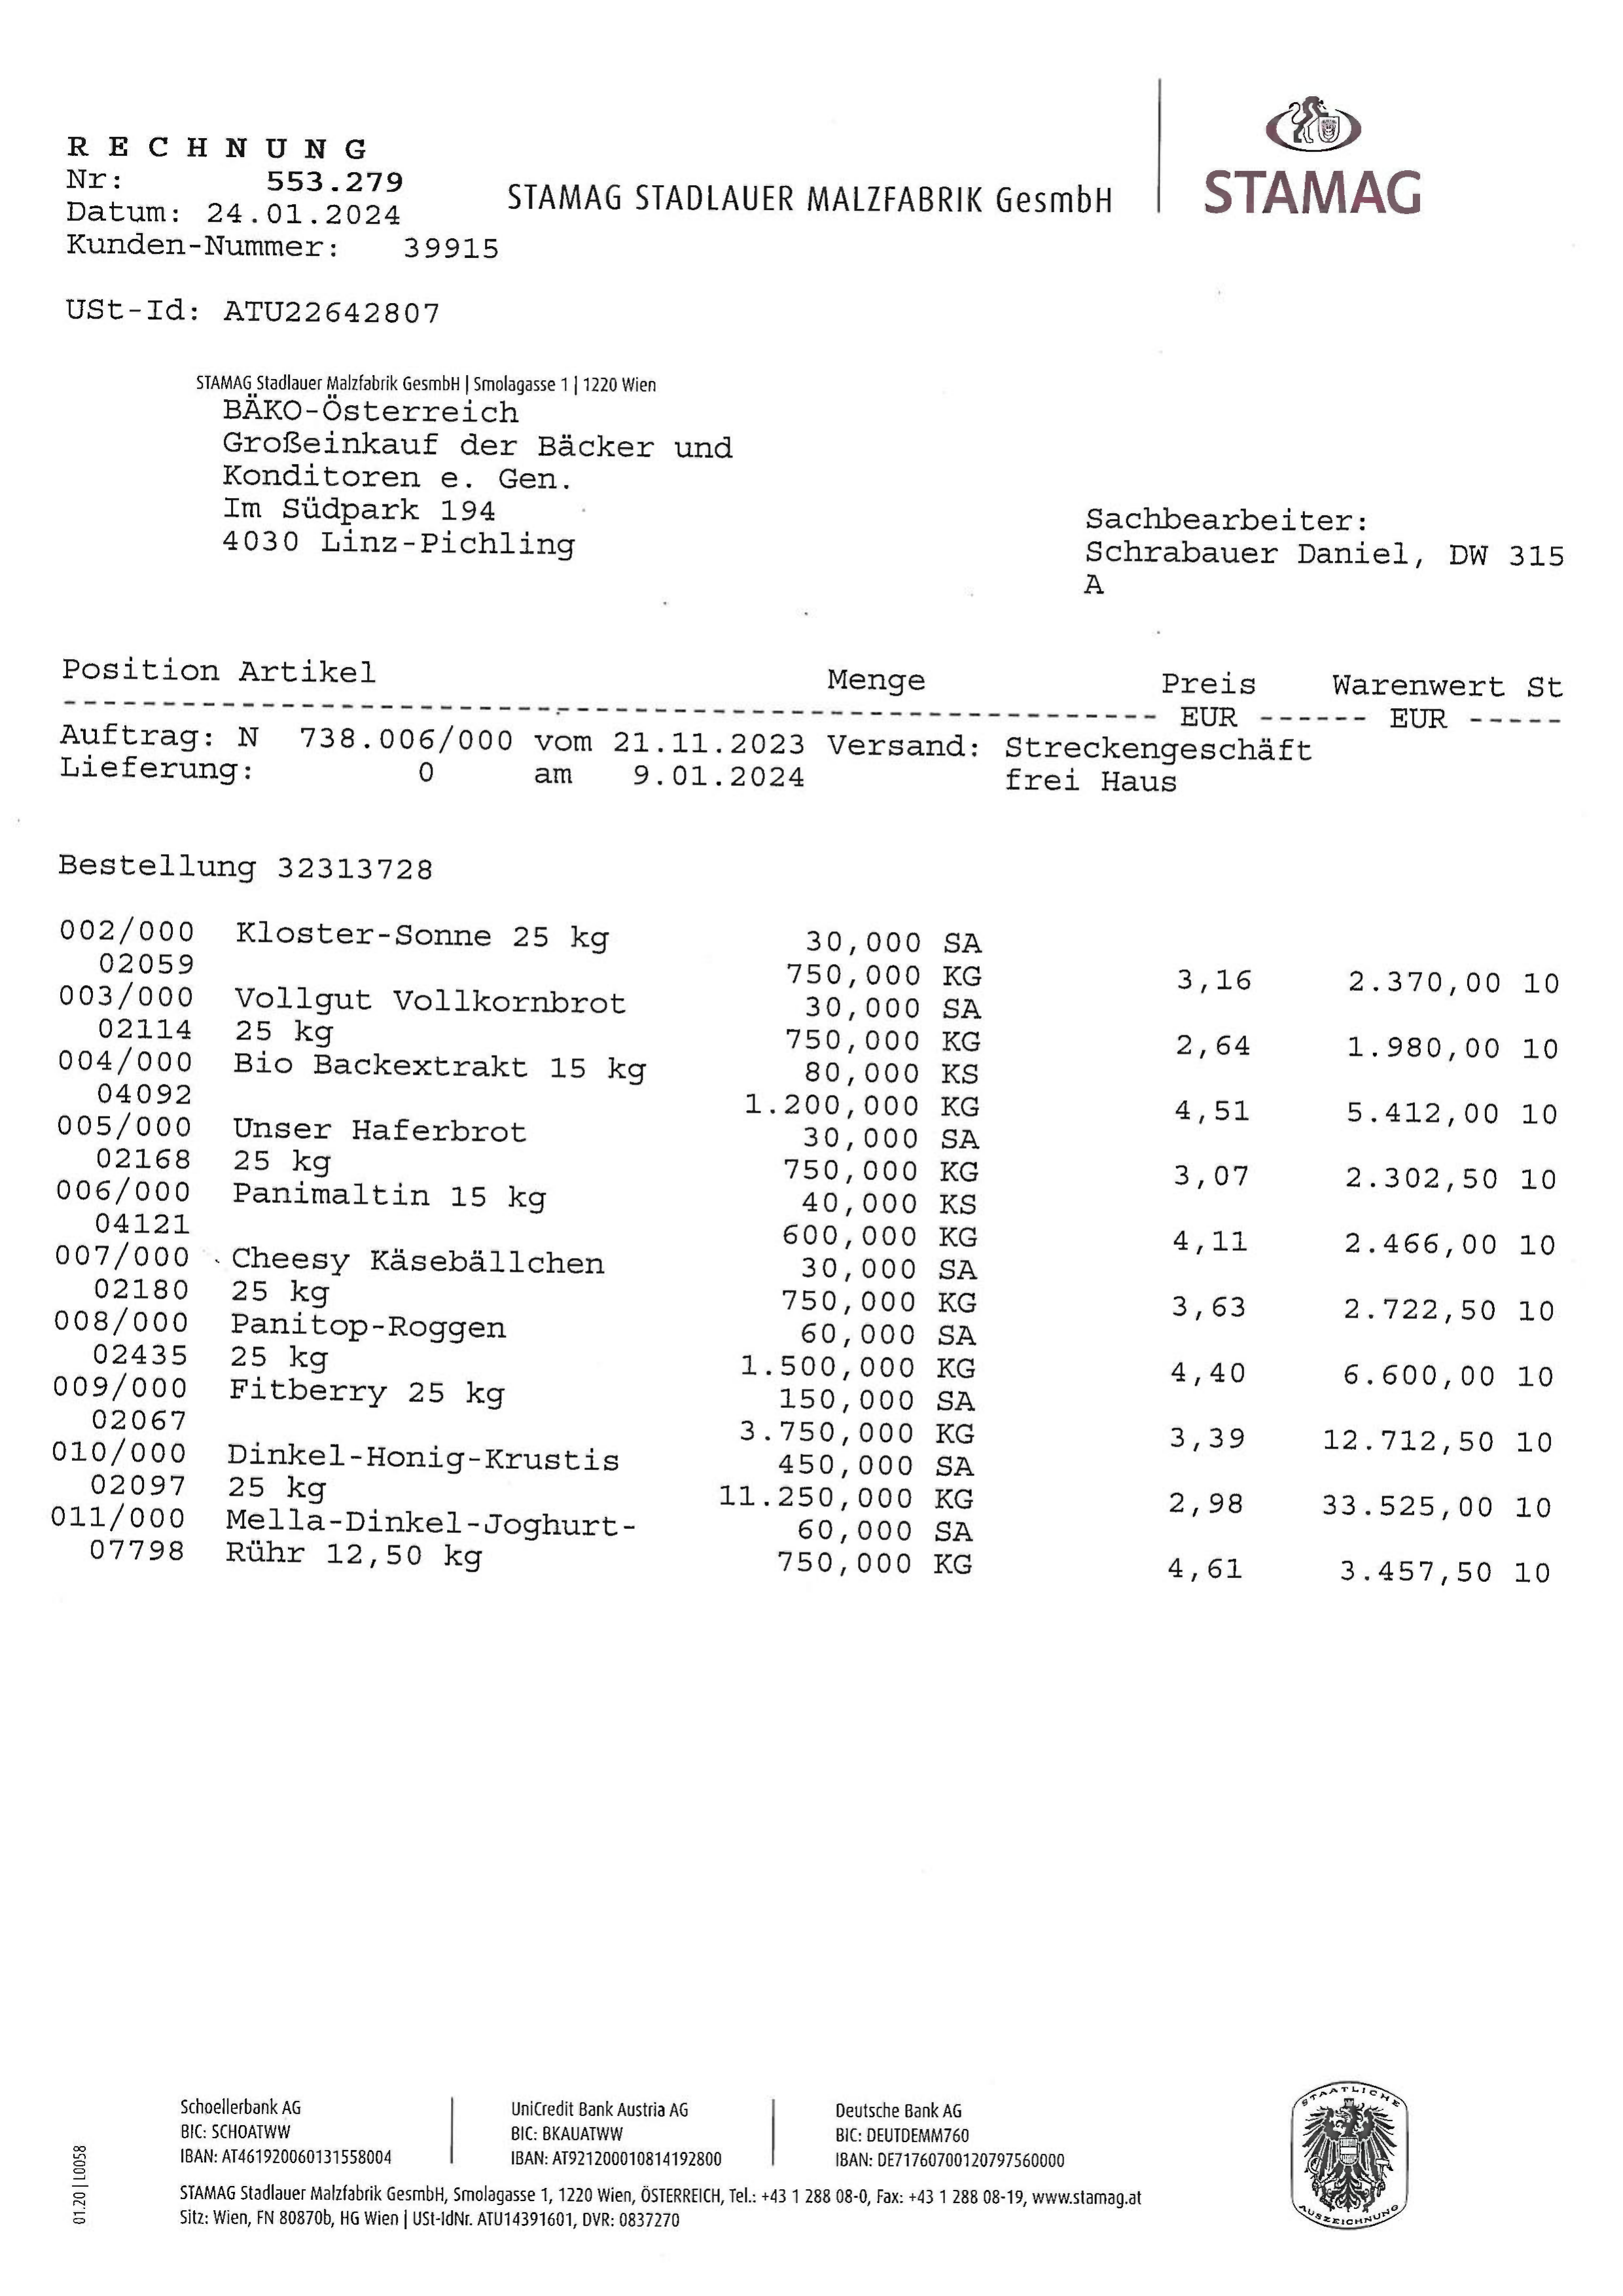 R E C H N U N G
Nr: 553.279
Datum: 24.01.2024
Kunden-Nummer: 39915
STAMAG STADLAUER MALZFABRIK GesmbH
STAMAG
USt-Id: ATU22642807
STAMAG Stadlauer Malzfabrik GesmbH | Smolagasse 1 | 1220 Wien
BÄKO-Österreich
Großeinkauf der Bäcker und
Konditoren e. Gen.
Im Südpark 194
4030 Linz-Pichling
Sachbearbeiter:
Schrabauer Daniel, DW 315
A
Position Artikel Menge Preis Warenwert St
------------------------------------------------------- EUR ------ EUR -----
Auftrag: N 738.006/000 vom 21.11.2023 Versand: Streckengeschäft
Lieferung: 0 am 9.01.2024 frei Haus
Bestellung 32313728
002/000 Kloster-Sonne 25 kg 30,000 SA
02059 750,000 KG 3,16 2.370,00 10
003/000 Vollgut Vollkornbrot 30,000 SA
02114 25 kg 750,000 KG 2,64 1.980,00 10
004/000 Bio Backextrakt 15 kg 80,000 KS
04092 1.200,000 KG 4,51 5.412,00 10
005/000 Unser Haferbrot 30,000 SA
02168 25 kg 750,000 KG 3,07 2.302,50 10
006/000 Panimaltin 15 kg 40,000 KS
04121 600,000 KG 4,11 2.466,00 10
007/000 Cheesy Käsebällchen 30,000 SA
02180 25 kg 750,000 KG 3,63 2.722,50 10
008/000 Panitop-Roggen 60,000 SA
02435 25 kg 1.500,000 KG 4,40 6.600,00 10
009/000 Fitberry 25 kg 150,000 SA
02067 3.750,000 KG 3,39 12.712,50 10
010/000 Dinkel-Honig-Krustis 450,000 SA
02097 25 kg 11.250,000 KG 2,98 33.525,00 10
011/000 Mella-Dinkel-Joghurt- 60,000 SA
07798 Rühr 12,50 kg 750,000 KG 4,61 3.457,50 10
Schoellerbank AG
BIC: SCHOATWW
IBAN: AT461920060131558004
UniCredit Bank Austria AG
BIC: BKAUATWW
IBAN: AT921200010814192800
Deutsche Bank AG
BIC: DEUTDEMM760
IBAN: DE71760700120797560000
STAMAG Stadlauer Malzfabrik GesmbH, Smolagasse 1, 1220 Wien, ÖSTERREICH, Tel.: +43 1 288 08-0, Fax: +43 1 288 08-19, www.stamag.at
Sitz: Wien, FN 80870b, HG Wien | USt-IdNr. ATU14391601, DVR: 0837270
01.20 | L0058
STAATLICHE
AUSZEICHNUNG